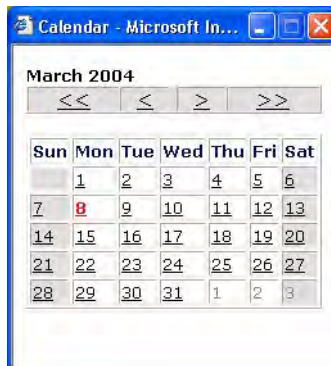 Calendar - Microsoft In...
March 2004
<< < > >>
Sun Mon Tue Wed Thu Fri Sat
1 2 3 4 5 6
7 8 9 10 11 12 13
14 15 16 17 18 19 20
21 22 23 24 25 26 27
28 29 30 31 1 2 3